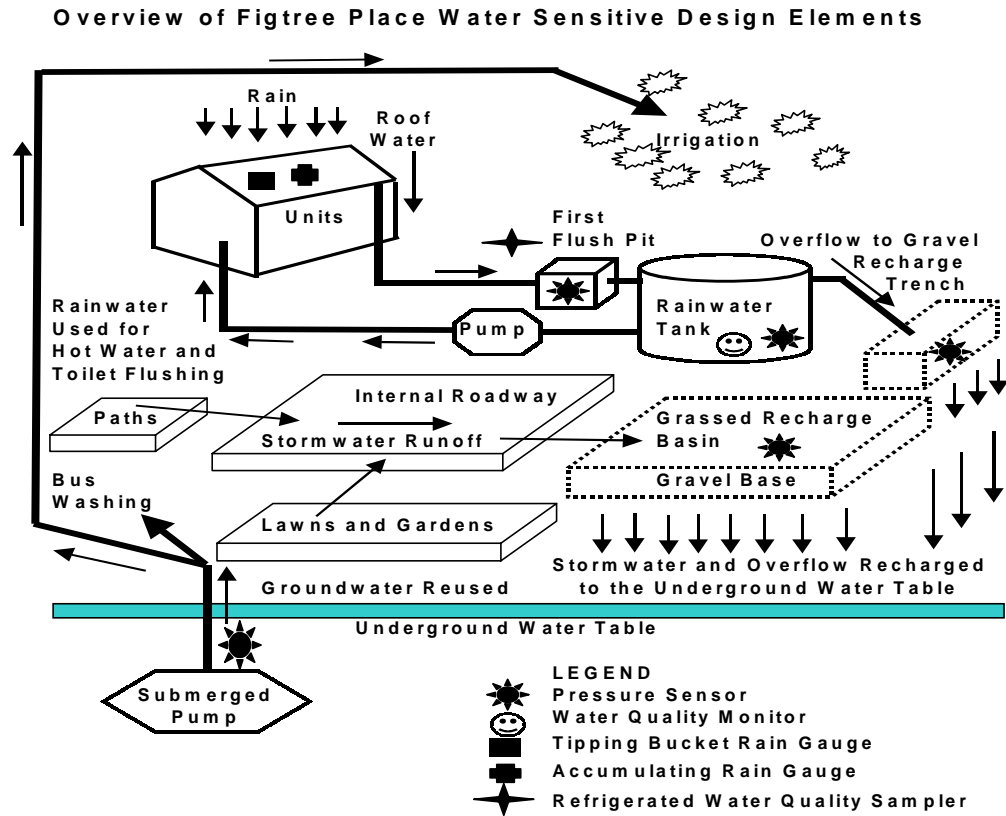 Overview of Figtree Place Water Sensitive Design Elements
Rain
Roof
Water
Irrigation
Units
First
Flush Pit
Overflow to Gravel
Recharge
Trench
Rainwater
Used for
Hot Water and
Toilet Flushing
Pump
Rainwater
Tank
Paths
Internal Roadway
Stormwater Runoff
Grassed Recharge
Basin
Gravel Base
Bus
Washing
Lawns and Gardens
Stormwater and Overflow Recharged
to the Underground Water Table
Groundwater Reused
Underground Water Table
Submerged
Pump
LEGEND
Pressure Sensor
Water Quality Monitor
Tipping Bucket Rain Gauge
Accumulating Rain Gauge
Refrigerated Water Quality Sampler